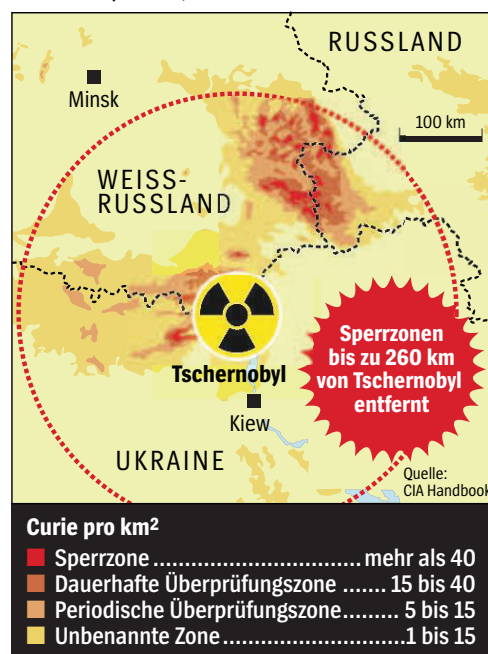 RUSSLAND
Minsk
100 km
WEISS-
RUSSLAND
Tschernobyl
Sperrzonen
bis zu 260 km
von Tschernobyl
entfernt
Kiew
UKRAINE
Quelle:
CIA Handbook
Curie pro km²
Sperrzone ........................................ mehr als 40
Dauerhafte Überprüfungszone ....... 15 bis 40
Periodische Überprüfungszone......... 5 bis 15
Unbenannte Zone ..............................1 bis 15